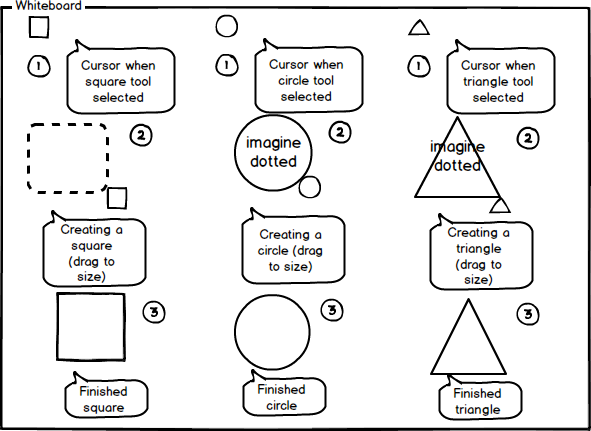 Whiteboard
1
Cursor when
square tool
selected
1
Cursor when
circle tool
selected
1
Cursor when
triangle tool
selected
2
imagine
dotted
2
imagine
dotted
2
Creating a
square
(drag to
size)
Creating a
circle (drag
to size)
Creating a
triangle
(drag to
size)
3
3
3
Finished
square
Finished
circle
Finished
triangle